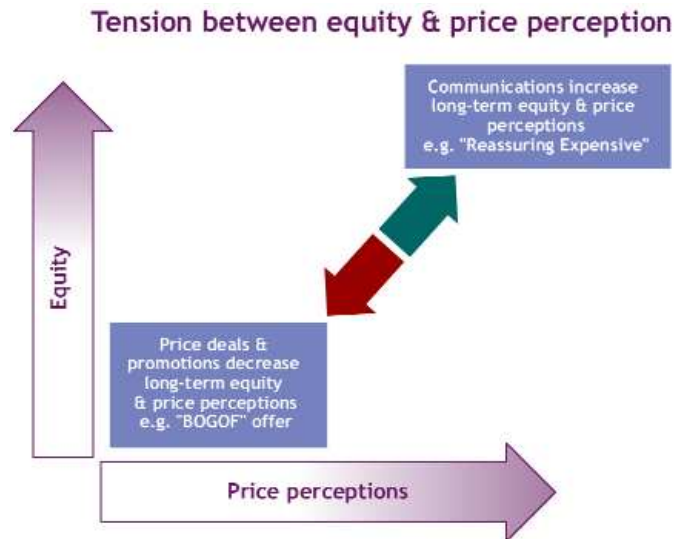 Tension between equity & price perception
Communications increase
long-term equity & price
perceptions
e.g. "Reassuring Expensive"
Equity
Price deals &
promotions decrease
long-term equity
& price perceptions
e.g. "BOGOF" offer
Price perceptions